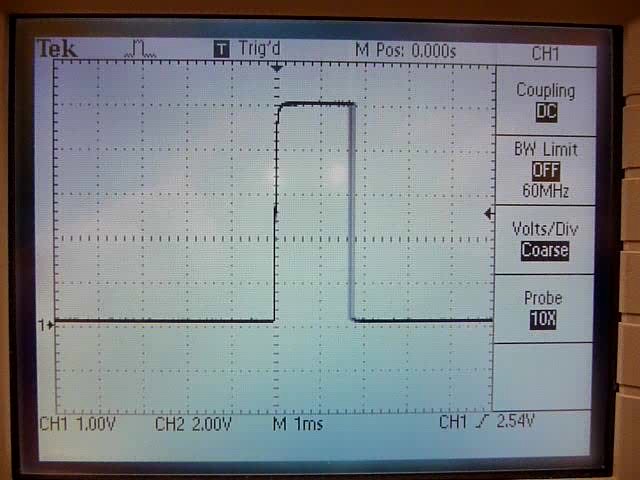 Tek T Trig'd M Pos: 0.000s CH1
Coupling
DC
BW Limit
OFF
60MHz
Volts/Div
Coarse
Probe
10X
1
CH1 1.00V CH2 2.00V M 1ms CH1 2.54V